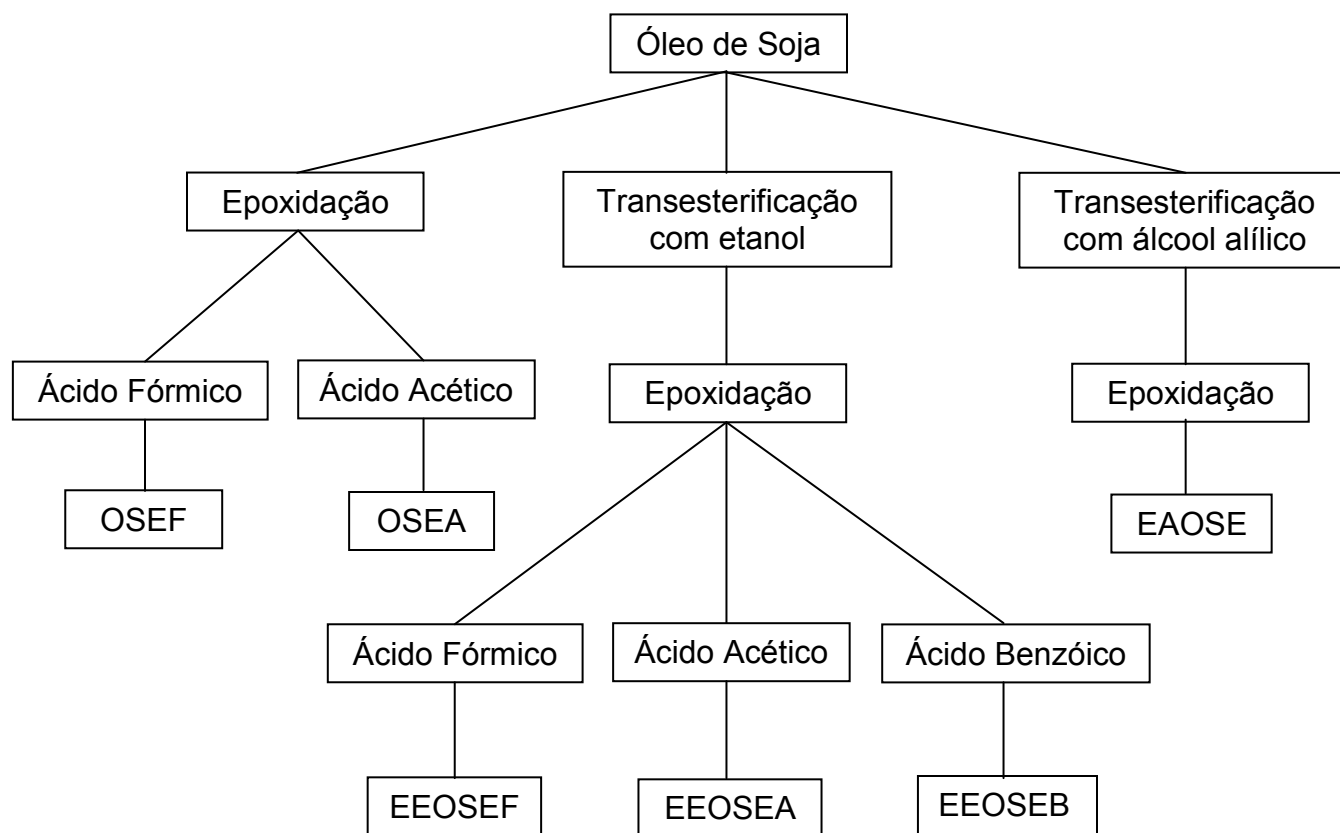 Óleo de Soja
Epoxidação
Transesterificação
com etanol
Transesterificação
com álcool alílico
Ácido Fórmico
Ácido Acético
Epoxidação
Epoxidação
OSEF
OSEA
EAOSE
Ácido Fórmico
Ácido Acético
Ácido Benzóico
EEOSEF
EEOSEA
EEOSEB